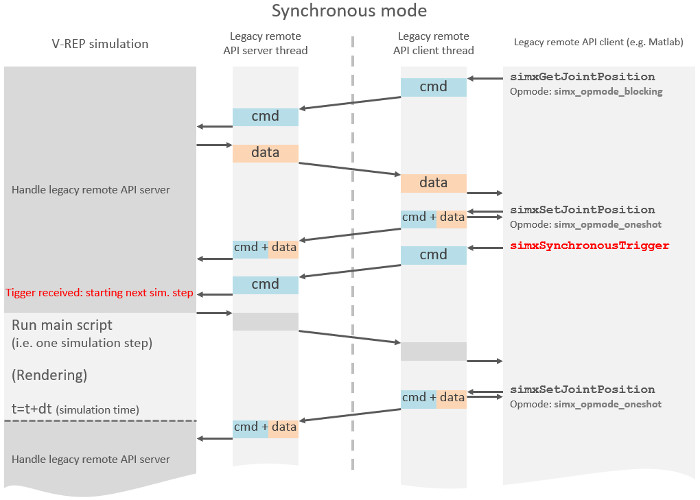 Synchronous mode
V-REP simulation
Legacy remote
API server thread
Legacy remote
API client thread
Legacy remote API client (e.g. Matlab)
simxGetJointPosition
Opmode: simx_opmode_blocking
cmd
cmd
data
Handle legacy remote API server
data
simxSetJointPosition
Opmode: simx_opmode_oneshot
cmd + data
cmd + data
simxSynchronousTrigger
cmd
cmd
Tigger received: starting next sim. step
Run main script
(i.e. one simulation step)
(Rendering)
simxSetJointPosition
Opmode: simx_opmode_oneshot
cmd + data
t=t+dt (simulation time)
cmd + data
Handle legacy remote API server